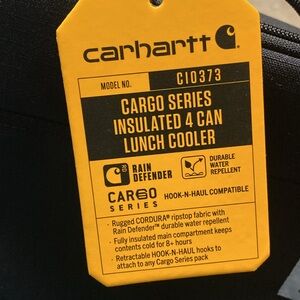 carhartt
MODEL NO. CI0373
CARGO SERIES
INSULATED 4 CAN
LUNCH COOLER
RAIN
DEFENDER
DURABLE
WATER
REPELLENT
CARGO
SERIES
HOOK-N-HAUL COMPATIBLE
· Rugged CORDURA® ripstop fabric with
Rain Defender™ durable water repellent
· Fully insulated main compartment keeps
contents cold for 8+ hours
· Retractable HOOK-N-HAUL hooks to
attach to any Cargo Series pack